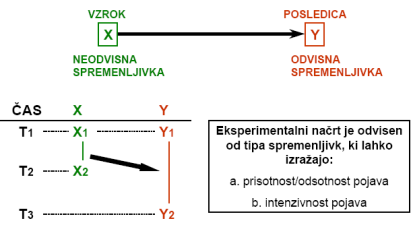 VZROK POSLEDICA
X Y
NEODVISNA ODVISNA
SPREMENLJIVKA SPREMENLJIVKA
ČAS X Y
T1 X1 Y1
T2 X2
T3 Y2
Eksperimentalni načrt je odvisen
od tipa spremenljivk, ki lahko
izražajo:
a. prisotnost/odsotnost pojava
b. intenzivnost pojava